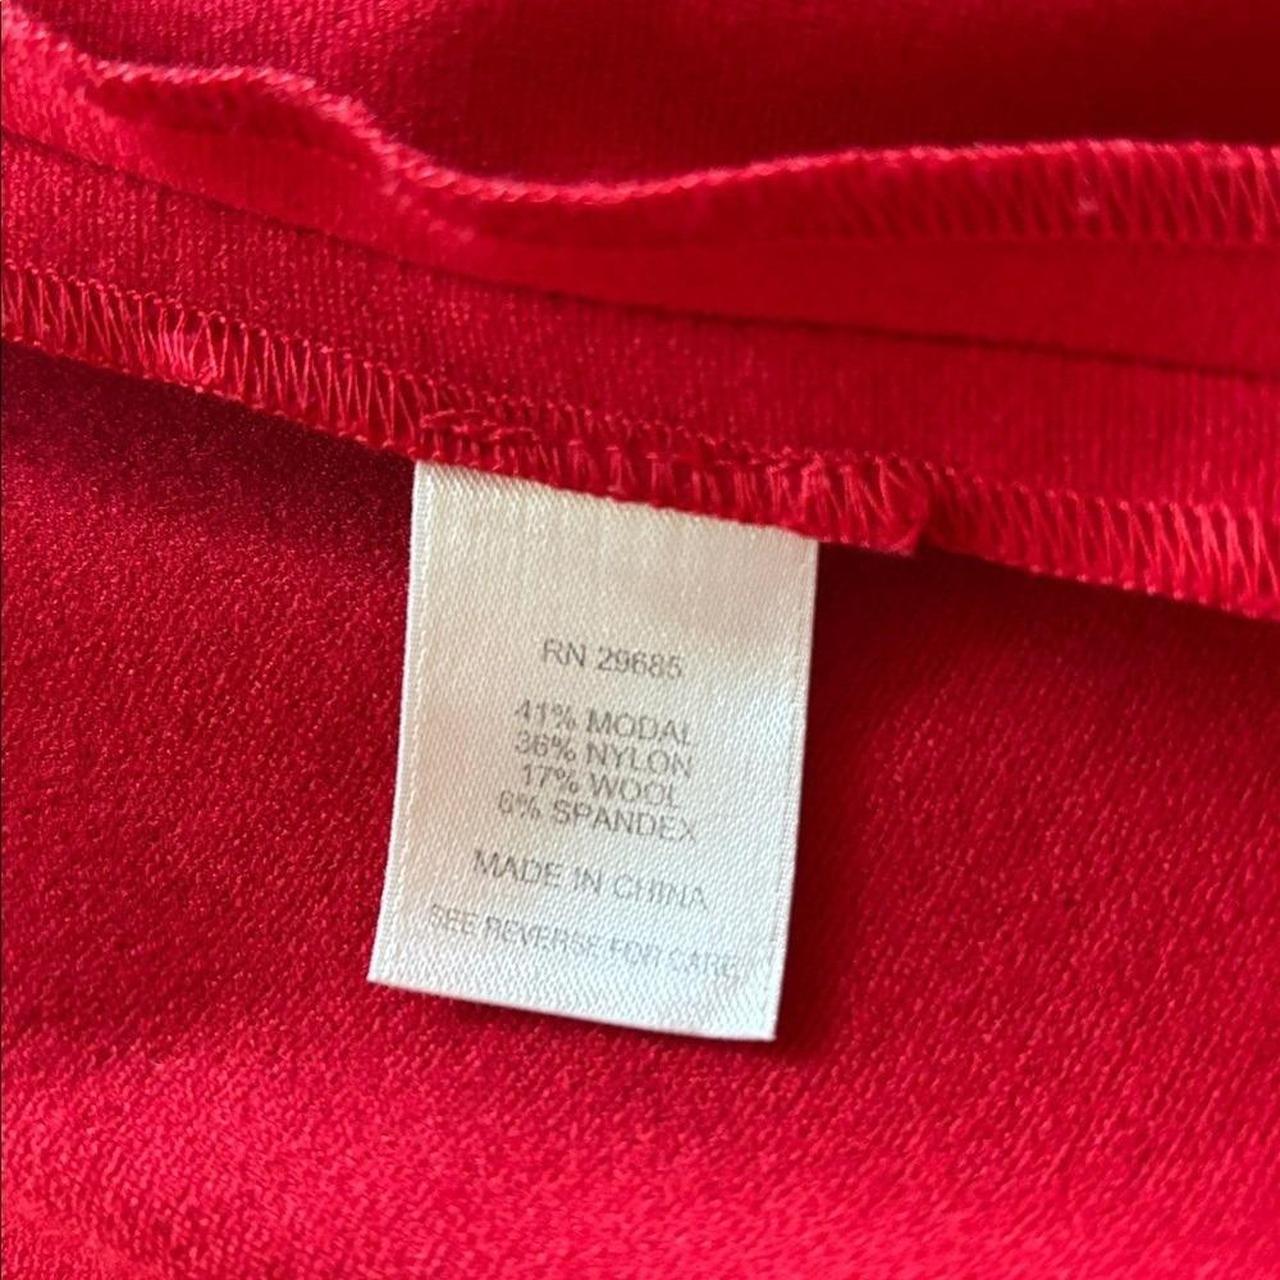 RN 29685
41% MODAL
36% NYLON
17% WOOL
6% SPANDEX
MADE IN CHINA
SEE REVERSE FOR CARE